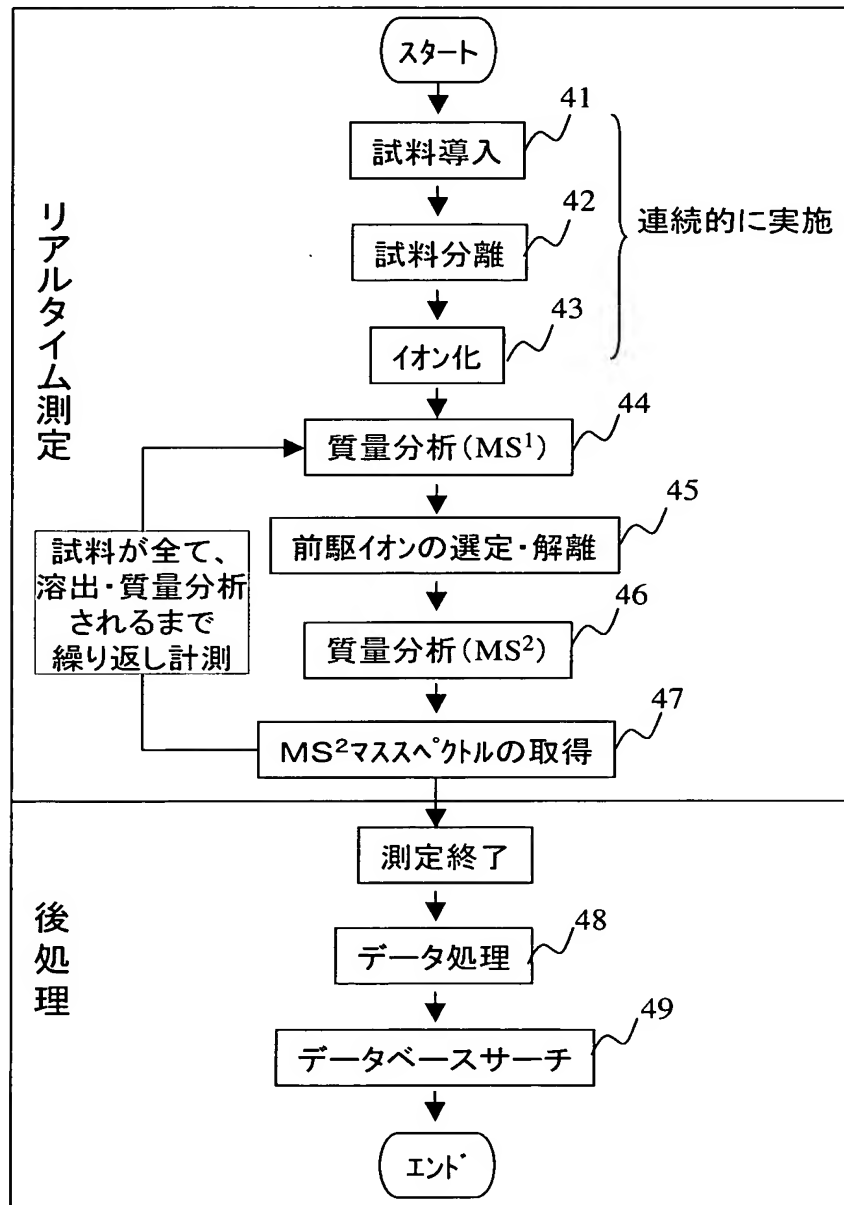 スタート
41
試料導入
42
試料分離
連続的に実施
43
イオン化
リアルタイム測定
44
質量分析(MS¹)
45
前駆イオンの選定・解離
試料が全て、
溶出・質量分析
されるまで
繰り返し計測
46
質量分析(MS²)
47
MS²マススペクトルの取得
測定終了
後処理
48
データ処理
49
データベースサーチ
エンド